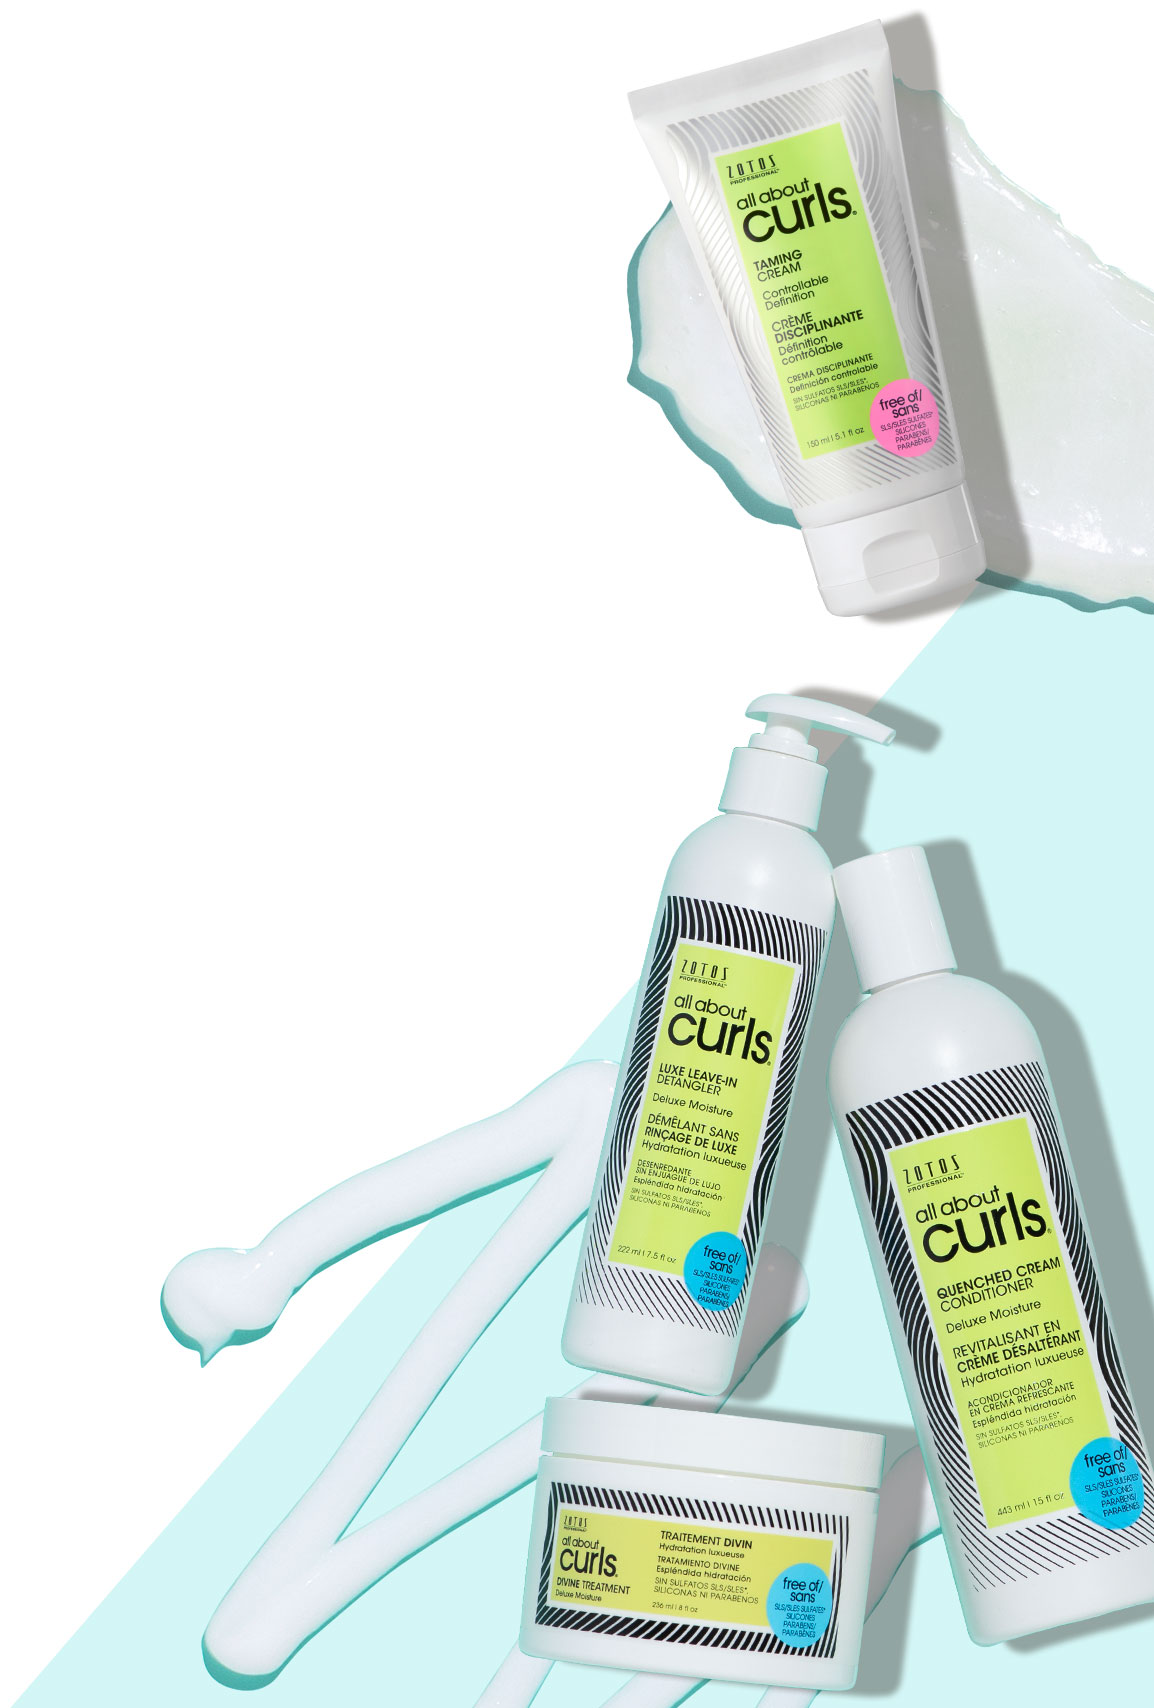 ZOTOS
PROFESSIONAL™
all about
curls®
TAMING
CREAM
Controllable
Definition
CRÈME
DISCIPLINANTE
Définition
contrôlable
CREMA DISCIPLINANTE
Definición controlable
SIN SULFATOS SLS/SLES*,
SILICONAS NI PARABENOS
150 ml | 5.1 fl oz
free of/
sans
SLS/SLES SULFATES*
SILICONES
PARABENS/
PARABÈNES
ZOTOS
PROFESSIONAL™
all about
curls®
LUXE LEAVE-IN
DETANGLER
Deluxe Moisture
DÉMÊLANT SANS
RINÇAGE DE LUXE
Hydratation luxueuse
DESENREDANTE
SIN ENJUAGUE DE LUJO
Espléndida hidratación
SIN SULFATOS SLS/SLES*,
SILICONAS NI PARABENOS
222 ml | 7.5 fl oz
free of/
sans
SLS/SLES SULFATES*
SILICONES
PARABENS/
PARABÈNES
ZOTOS
PROFESSIONAL™
all about
curls®
QUENCHED CREAM
CONDITIONER
Deluxe Moisture
REVITALISANT EN
CRÈME DÉSALTÉRANT
Hydratation luxueuse
ACONDICIONADOR
EN CREMA REFRESCANTE
Espléndida hidratación
SIN SULFATOS SLS/SLES*,
SILICONAS NI PARABENOS
443 ml | 15 fl oz
free of/
sans
SLS/SLES SULFATES*
SILICONES
PARABENS/
PARABÈNES
ZOTOS
PROFESSIONAL™
all about
curls®
DIVINE TREATMENT
Deluxe Moisture
TRAITEMENT DIVIN
Hydratation luxueuse
TRATAMIENTO DIVINE
Espléndida hidratación
SIN SULFATOS SLS/SLES*,
SILICONAS NI PARABENOS
236 ml | 8 fl oz
free of/
sans
SLS/SLES SULFATES*
SILICONES
PARABENS/
PARABÈNES